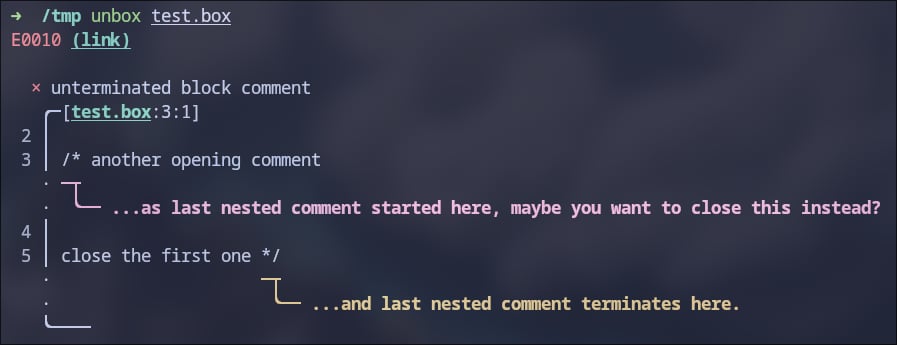 → /tmp unbox test.box
E0010 (link)
× unterminated block comment
[test.box:3:1]
2
3 /* another opening comment
...as last nested comment started here, maybe you want to close this instead?
4
5 close the first one */
...and last nested comment terminates here.